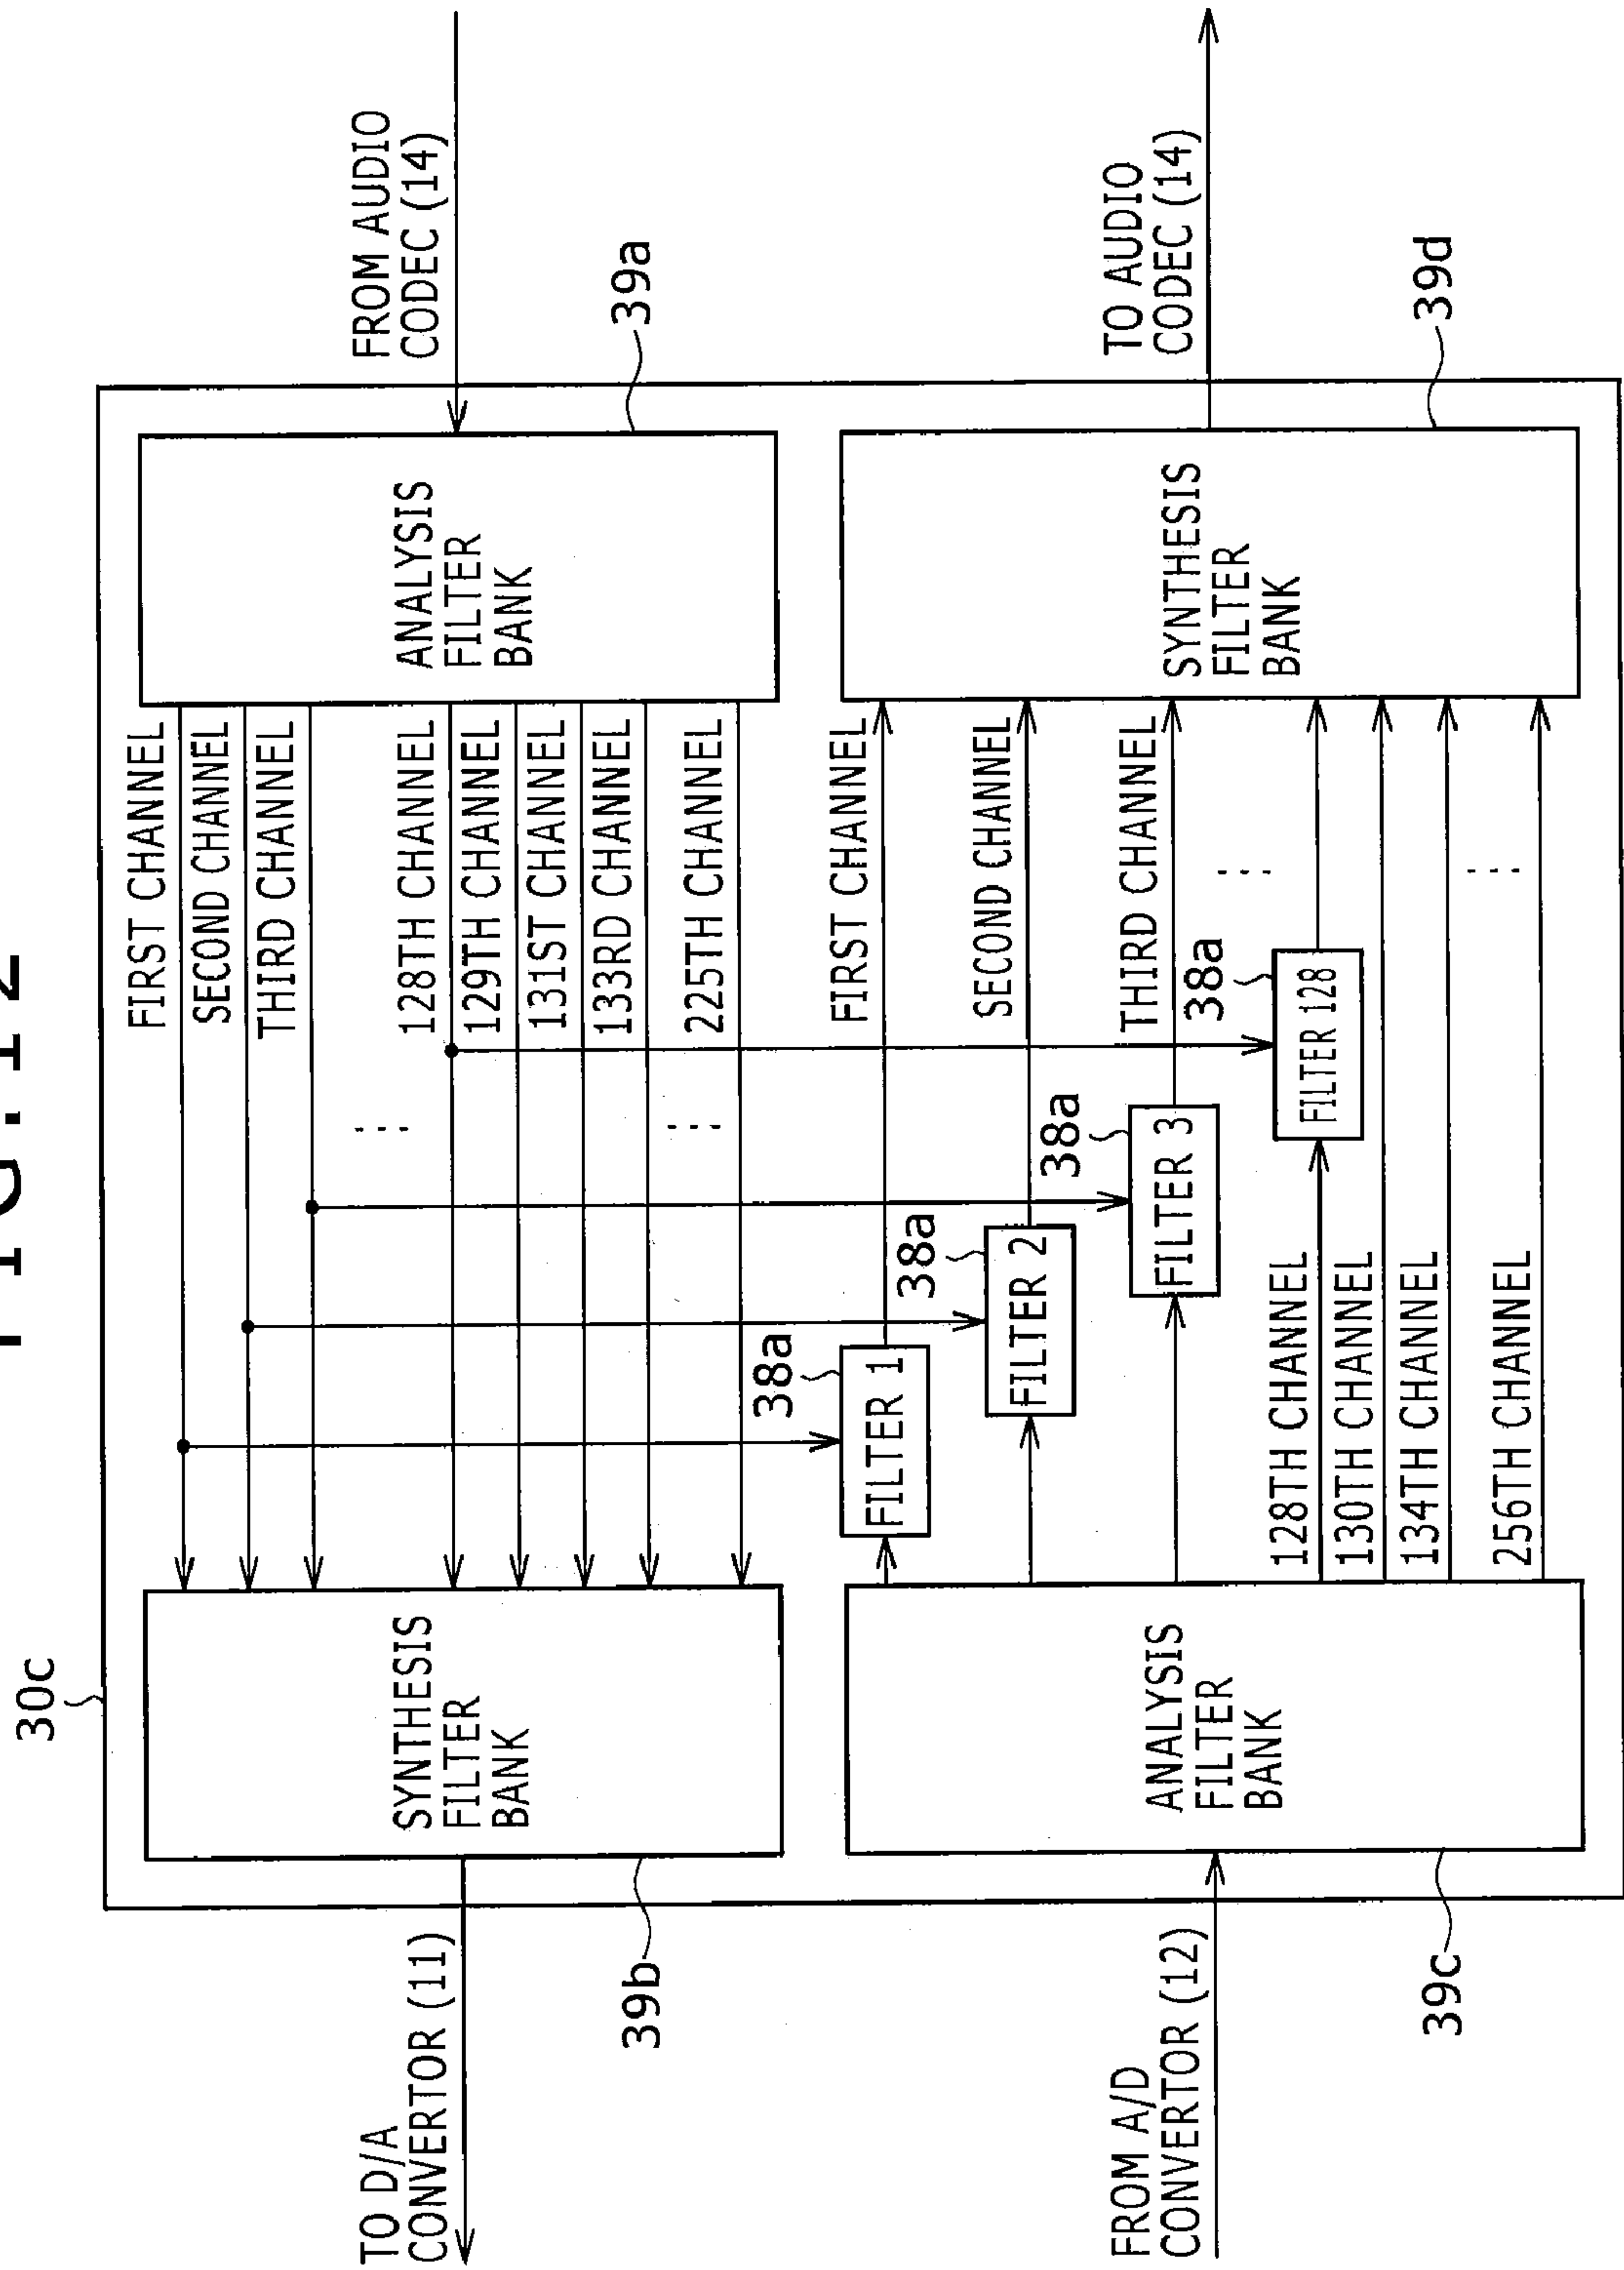 FIG.12
30c
TO D/A
CONVERTOR (11)
39b
SYNTHESIS
FILTER
BANK
FIRST CHANNEL
SECOND CHANNEL
THIRD CHANNEL
128TH CHANNEL
129TH CHANNEL
131ST CHANNEL
133RD CHANNEL
225TH CHANNEL
ANALYSIS
FILTER
BANK
39a
FROM AUDIO
CODEC (14)
FROM A/D
CONVERTOR (12)
39c
ANALYSIS
FILTER
BANK
38a
FILTER 1
38a
FILTER 2
38a
FILTER 3
38a
FILTER 128
FIRST CHANNEL
SECOND CHANNEL
THIRD CHANNEL
128TH CHANNEL
130TH CHANNEL
134TH CHANNEL
256TH CHANNEL
SYNTHESIS
FILTER
BANK
39d
TO AUDIO
CODEC (14)